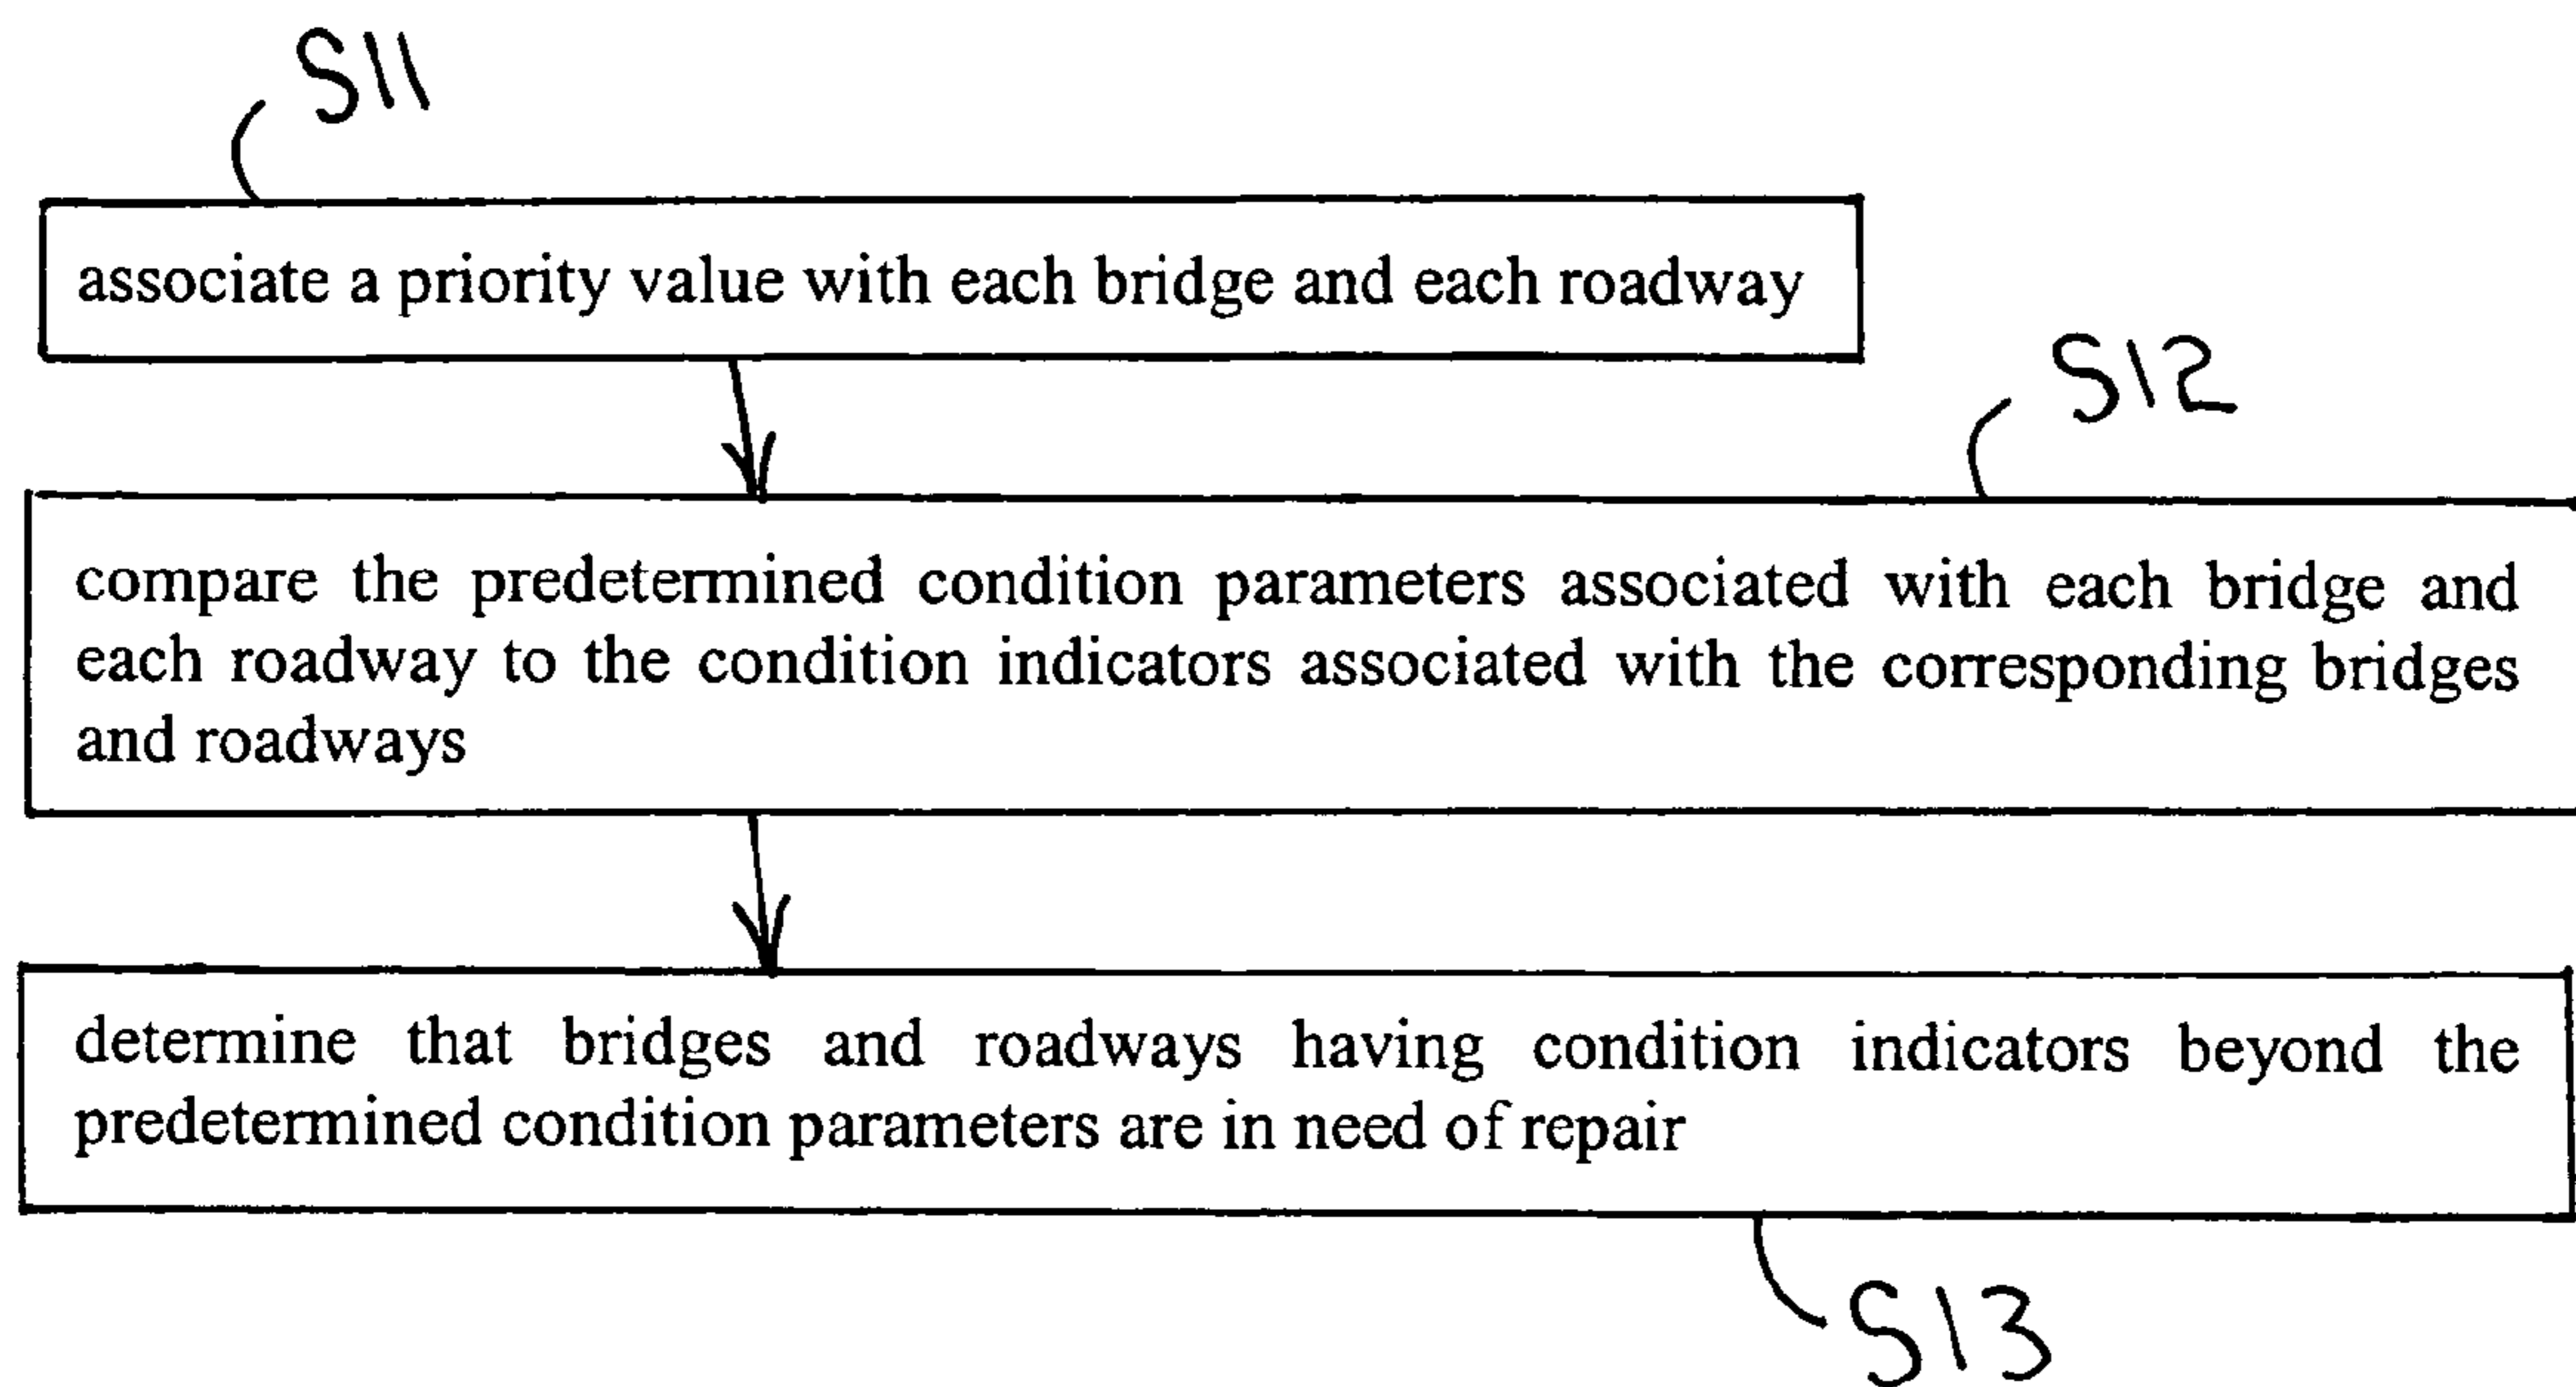 S11
associate a priority value with each bridge and each roadway
S12
compare the predetermined condition parameters associated with each bridge and
each roadway to the condition indicators associated with the corresponding bridges
and roadways
determine that bridges and roadways having condition indicators beyond the
predetermined condition parameters are in need of repair
S13